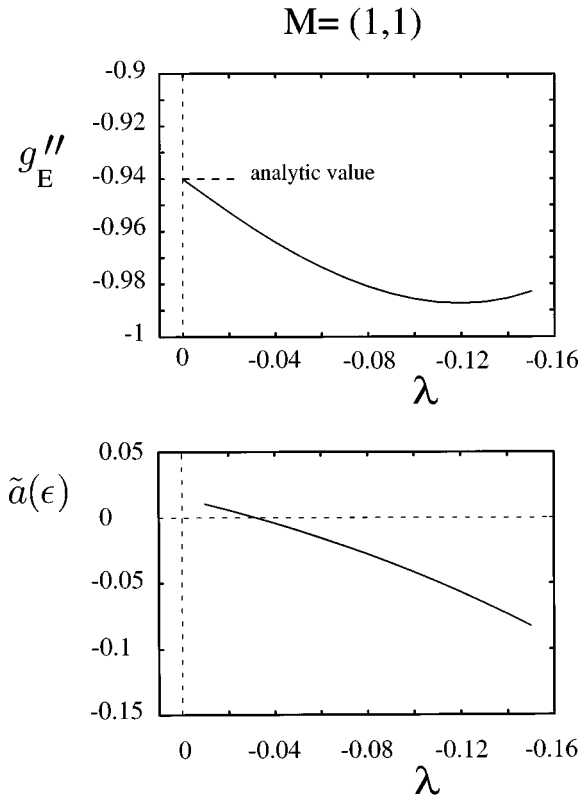 M= (1,1)
-0.9
-0.92
-0.94
-0.96
-0.98
-1
g_E''
analytic value
0 -0.04 -0.08 -0.12 -0.16
λ
0.05
0
-0.05
-0.1
-0.15
ã(ϵ)
0 -0.04 -0.08 -0.12 -0.16
λ